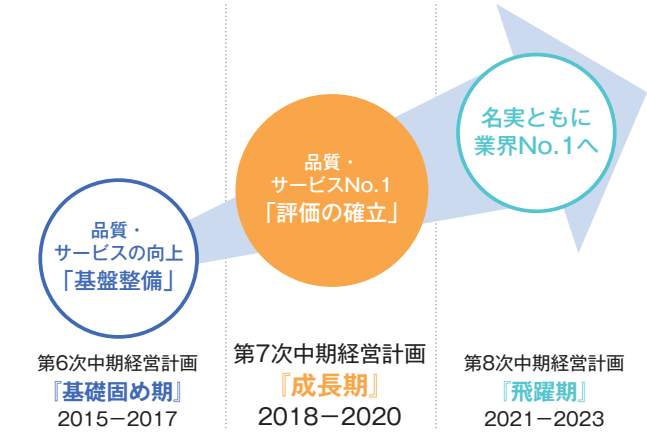 品質・
サービスの向上
「基盤整備」
第6次中期経営計画
『基礎固め期』
2015－2017
品質・
サービスNo.1
「評価の確立」
第7次中期経営計画
『成長期』
2018－2020
名実ともに
業界No.1へ
第8次中期経営計画
『飛躍期』
2021－2023